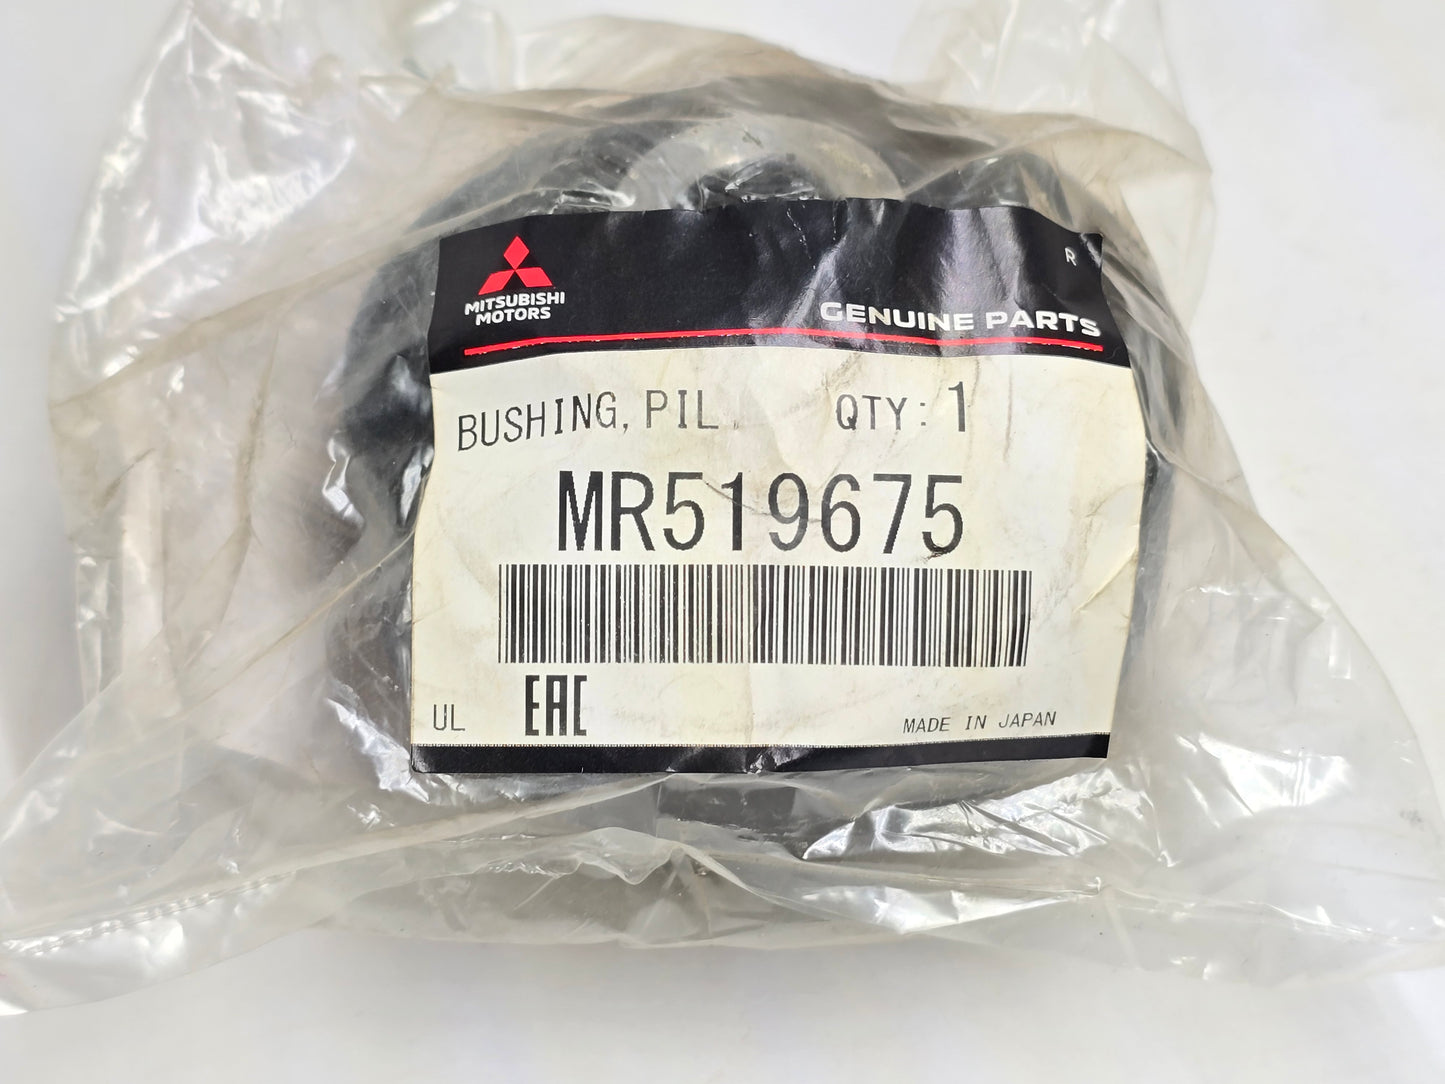 R
MITSUBISHI
MOTORS
GENUINE PARTS
BUSHING, PIL QTY: 1
MR519675
UL EAC MADE IN JAPAN